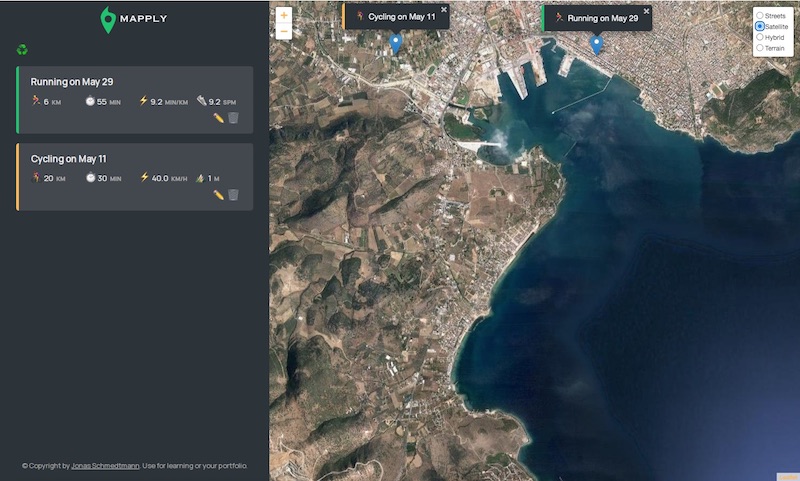 MAPPLY
Running on May 29
6 KM 55 MIN 9.2 MIN/KM 9.2 SPM
Cycling on May 11
20 KM 30 MIN 40.0 KM/H 1 M
© Copyright by Jonas Schmedtmann. Use for learning or your portfolio.
+
−
Cycling on May 11 ×
Running on May 29 ×
Streets
Satellite
Hybrid
Terrain